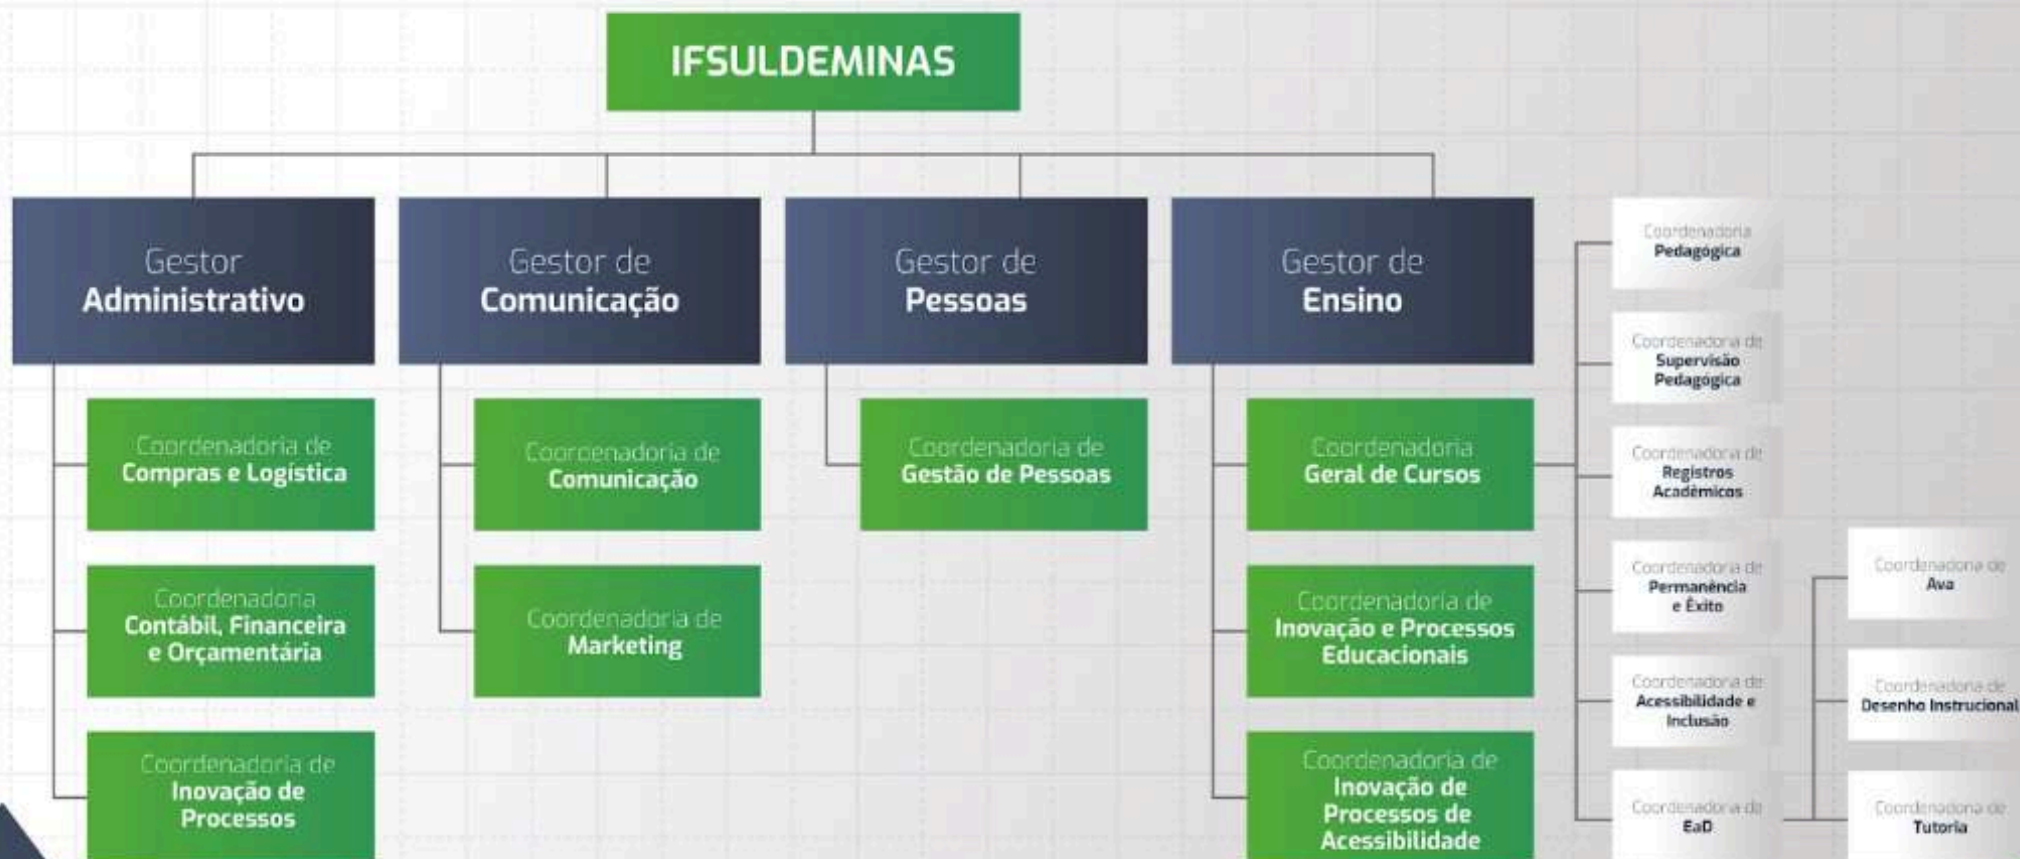 IFSULDEMINAS
Gestor
Administrativo
Coordenadoria de
Compras e Logística
Coordenadoria
Contábil, Financeira
e Orçamentária
Coordenadoria de
Inovação de
Processos
Gestor de
Comunicação
Coordenadoria de
Comunicação
Coordenadoria de
Marketing
Gestor de
Pessoas
Coordenadoria de
Gestão de Pessoas
Gestor de
Ensino
Coordenadoria
Geral de Cursos
Coordenadoria de
Inovação e Processos
Educacionais
Coordenadoria de
Inovação de
Processos de
Acessibilidade
Coordenadoria
Pedagógica
Coordenadoria de
Supervisão
Pedagógica
Coordenadoria de
Registros
Acadêmicos
Coordenadoria de
Permanência
e Êxito
Coordenadoria de
Acessibilidade e
Inclusão
Coordenadoria de
EaD
Coordenadoria de
Ava
Coordenadoria de
Desenho Instrucional
Coordenadoria de
Tutoria